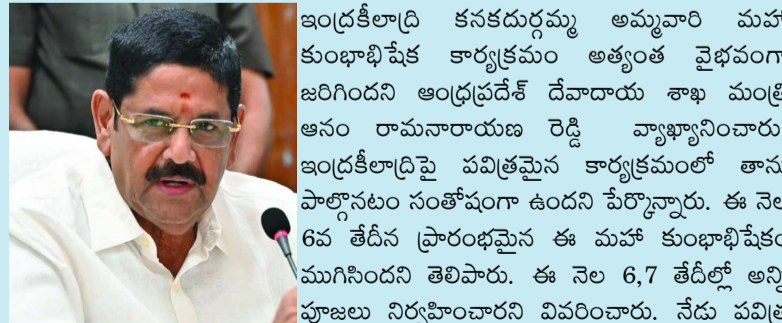 ఇంద్రకీలాద్రి కనకదుర్గమ్మ అమ్మవారి మహా
కుంభాభిషేక కార్యక్రమం అత్యంత వైభవంగా
జరిగిందని ఆంధ్రప్రదేశ్ దేవాదాయ శాఖ మంత్రి
ఆనం రామనారాయణ రెడ్డి వ్యాఖ్యానించారు.
ఇంద్రకీలాద్రిపై పవిత్రమైన కార్యక్రమంలో తాను
పాల్గొనటం సంతోషంగా ఉందని పేర్కొన్నారు. ఈ నెల
6వ తేదీన ప్రారంభమైన ఈ మహా కుంభాభిషేకం
ముగిసిందని తెలిపారు. ఈ నెల 6,7 తేదీల్లో అన్ని
పూజలు నిర్వహించారని వివరించారు. నేడు పవిత్ర